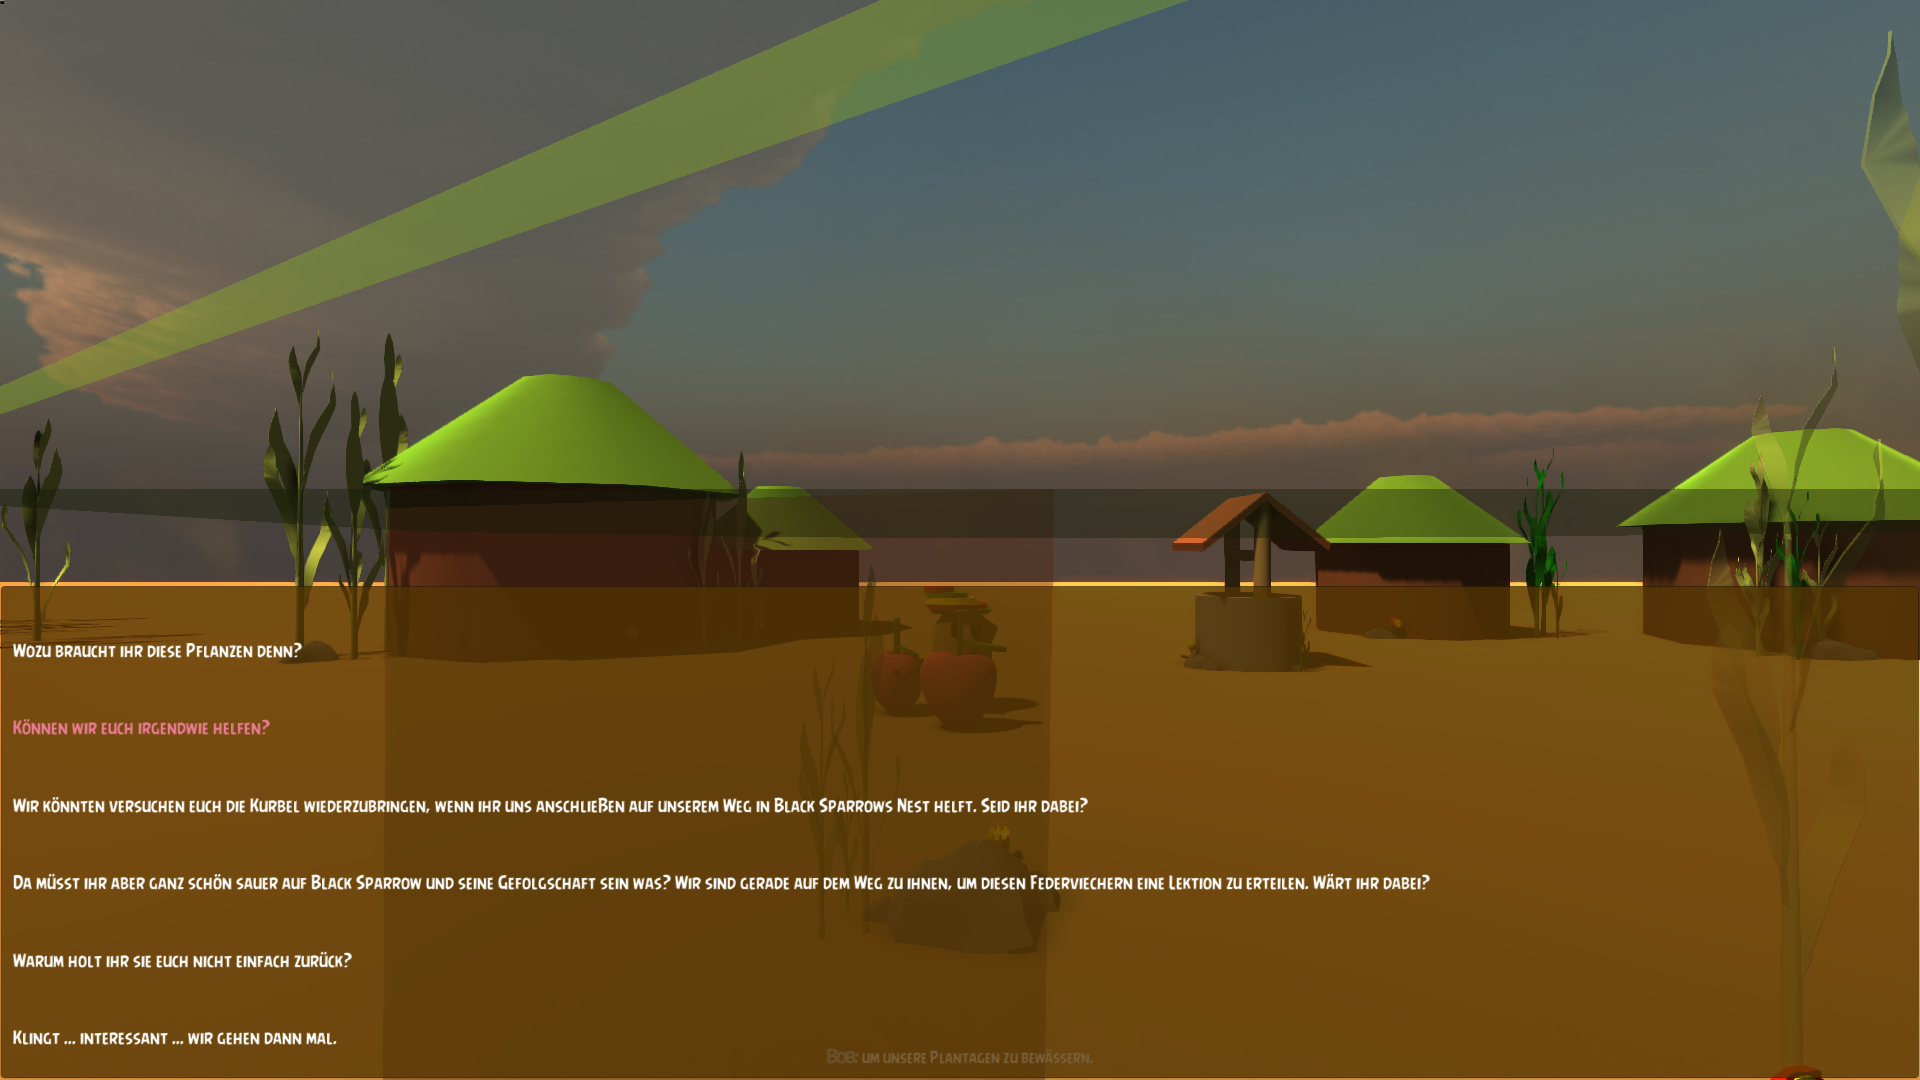 Wozu braucht ihr diese Pflanzen denn?
Können wir euch irgendwie helfen?
Wir könnten versuchen euch die Kurbel wiederzubringen, wenn ihr uns anschließen auf unserem Weg in Black Sparrows Nest helft. Seid ihr dabei?
Da müsst ihr aber ganz schön sauer auf Black Sparrow und seine Gefolgschaft sein was? Wir sind gerade auf dem Weg zu ihnen, um diesen Federviechern eine Lektion zu erteilen. Wärt ihr dabei?
Warum holt ihr sie euch nicht einfach zurück?
Klingt ... interessant ... wir gehen dann mal.
Bob: um unsere Plantagen zu bewässern.